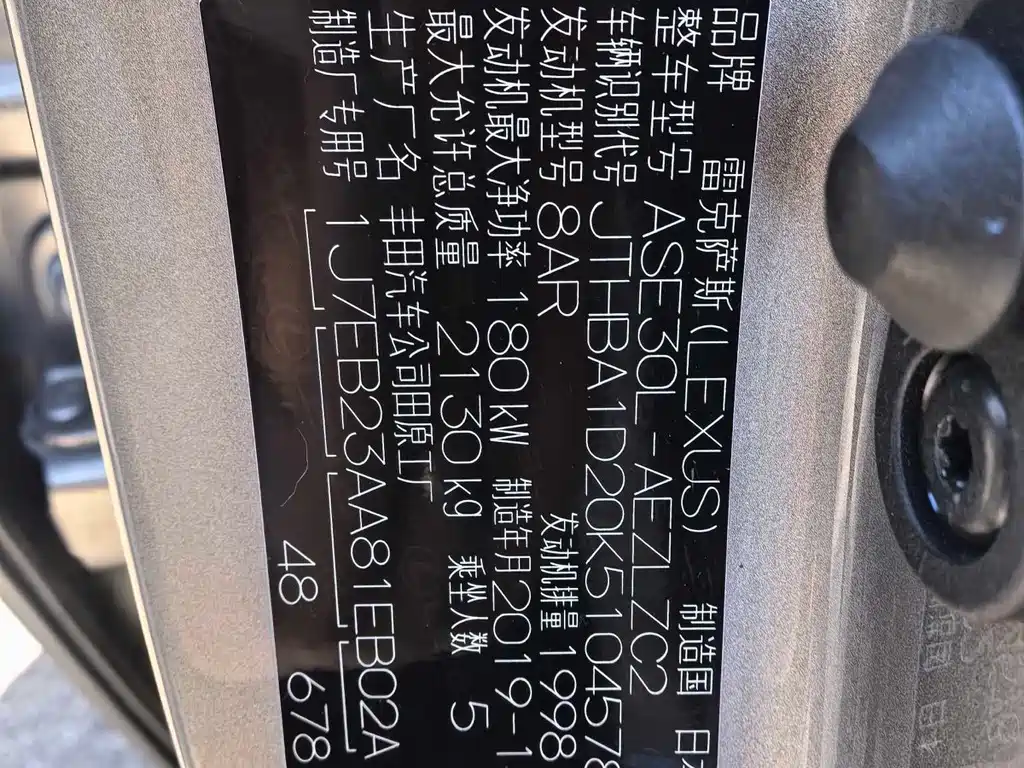 品牌 雷克萨斯(LEXUS) 制造国 日
整车型号 ASE30L-AEZLZC2
车辆识别代号 JTHBA1D20K5104578
发动机型号 8AR 发动机排量 1998
发动机最大净功率 180kW 制造年月 2019-1
最大允许总质量 2130kg 乘坐人数 5
生产厂名 丰田汽车公司田原工厂
制造厂专用号 1J7EB23AA81EB02A
48 678